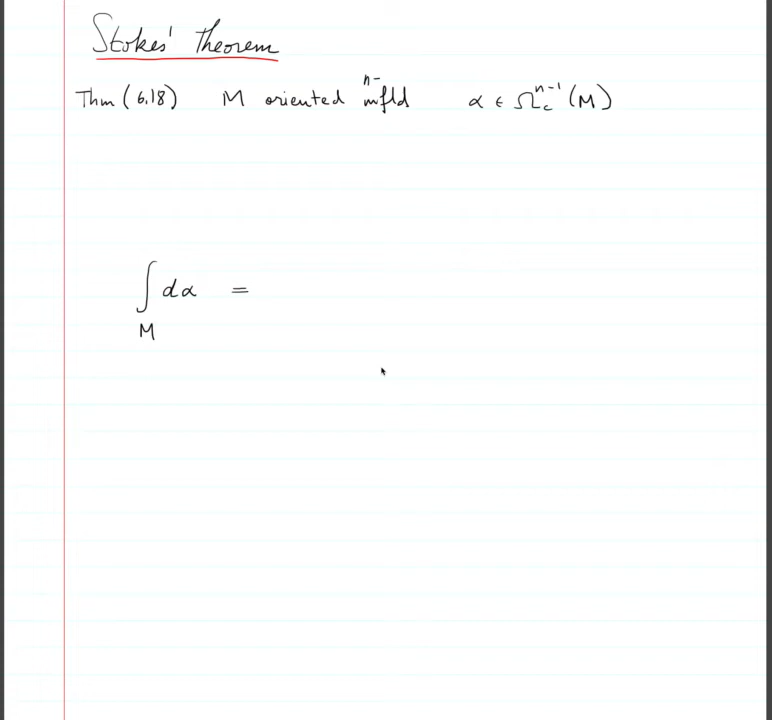 Stokes' Theorem
Thm (6.18) M oriented n-mfld α ∈ Ω_c^{n-1}(M)
∫_M dα =